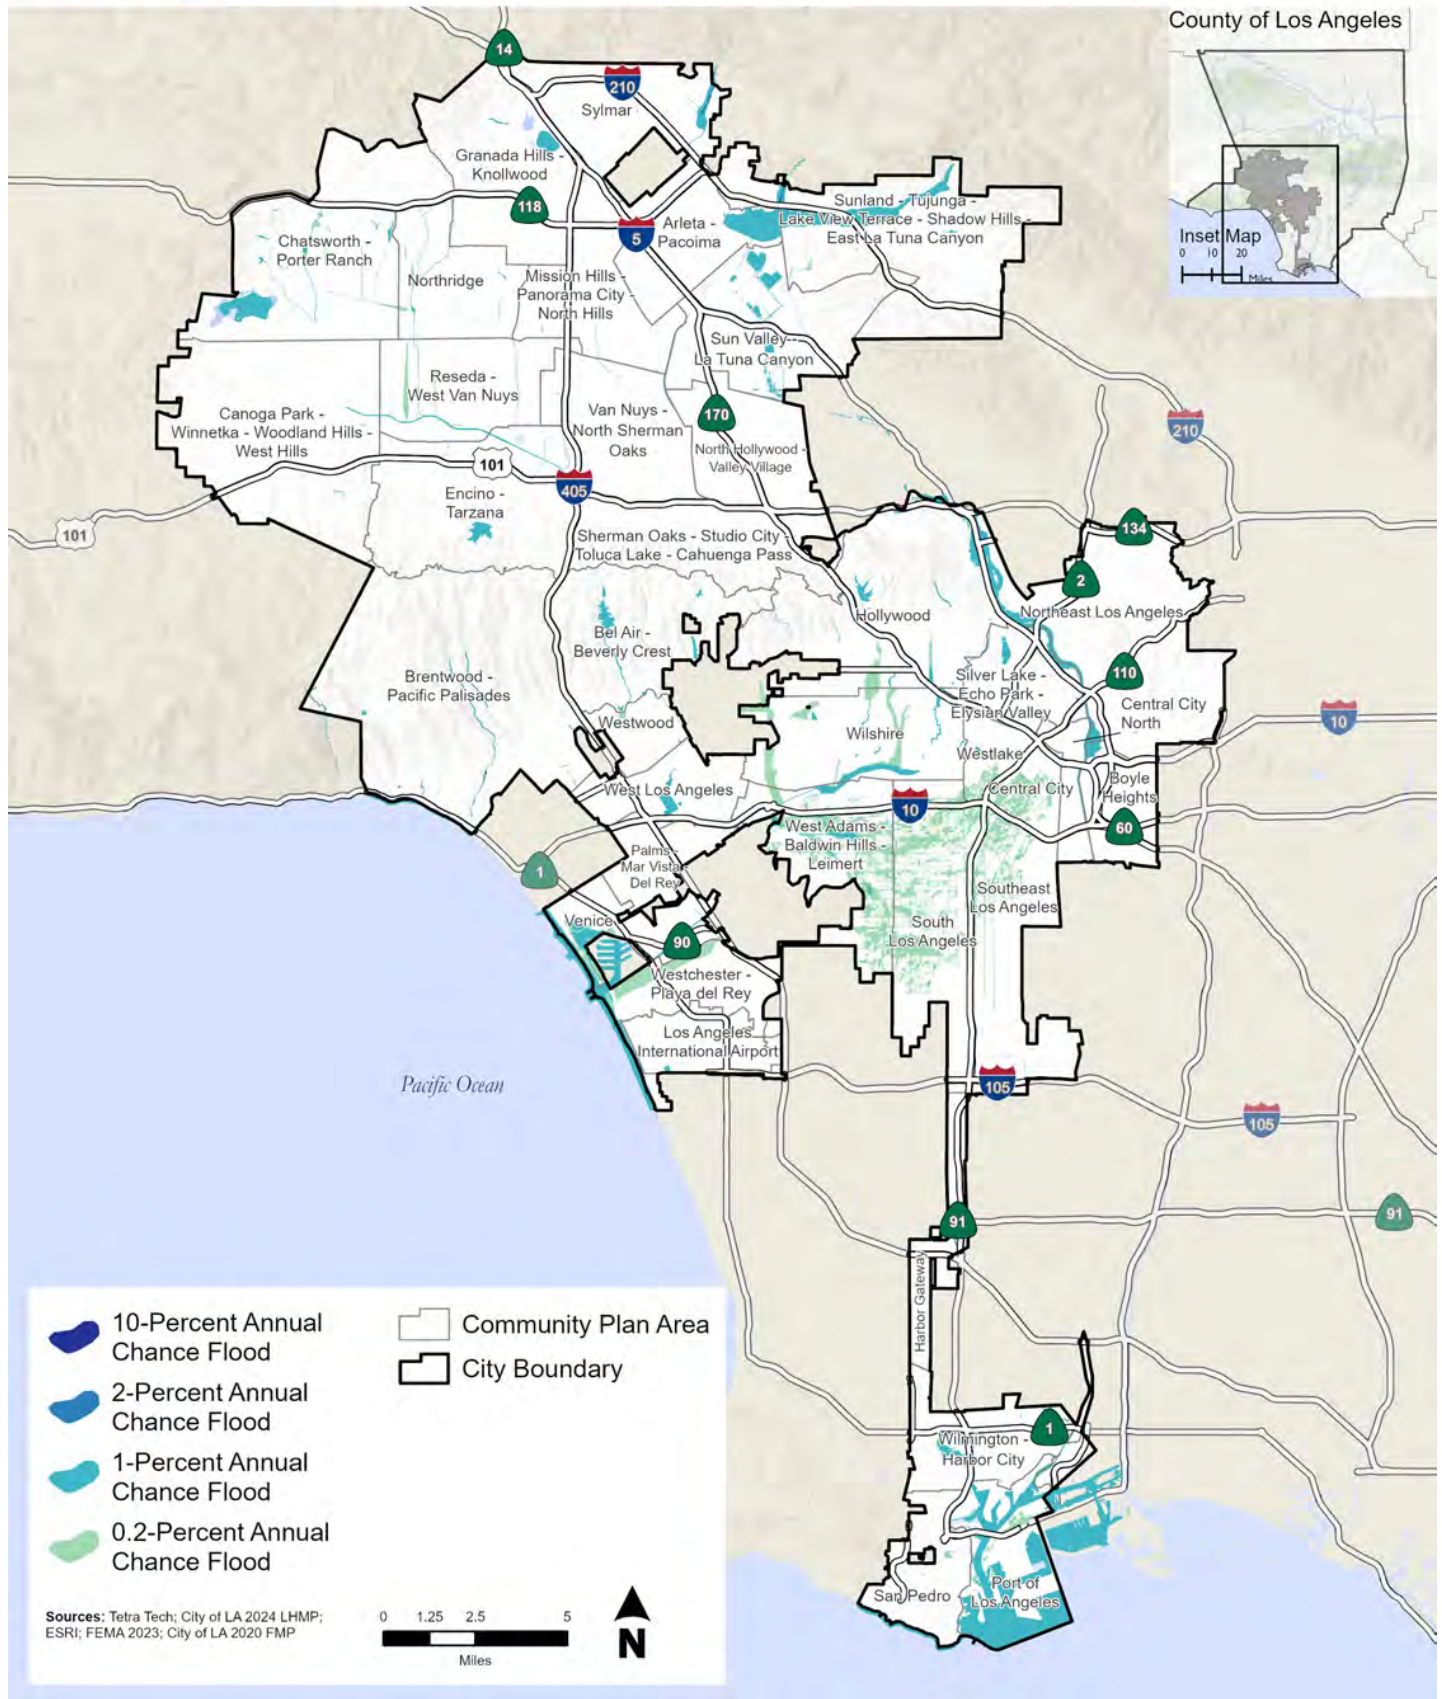 County of Los Angeles
Inset Map
0 10 20
Miles
14
210
Sylmar
Granada Hills -
Knollwood
118
5
Arleta -
Pacoima
Sunland - Tujunga -
Lake View Terrace - Shadow Hills -
East La Tuna Canyon
Chatsworth -
Porter Ranch
Northridge
Mission Hills -
Panorama City -
North Hills
Sun Valley -
La Tuna Canyon
Reseda -
West Van Nuys
Canoga Park -
Winnetka - Woodland Hills -
West Hills
Van Nuys -
North Sherman
Oaks
170
North Hollywood -
Valley Village
210
101
405
101
Encino -
Tarzana
Sherman Oaks - Studio City -
Toluca Lake - Cahuenga Pass
134
2
Northeast Los Angeles
Hollywood
Bel Air -
Beverly Crest
Brentwood -
Pacific Palisades
Silver Lake -
Echo Park -
Elysian Valley
110
Central City
North
10
Westwood
Wilshire
Westlake
West Los Angeles
Central City
Boyle
Heights
10
60
West Adams -
Baldwin Hills -
Leimert
Palms -
Mar Vista -
Del Rey
1
Southeast
Los Angeles
South
Los Angeles
Venice
90
Westchester -
Playa del Rey
Los Angeles
International Airport
Pacific Ocean
105
105
91
91
Harbor Gateway
1
Wilmington -
Harbor City
San Pedro
Port of
Los Angeles
10-Percent Annual
Chance Flood
2-Percent Annual
Chance Flood
1-Percent Annual
Chance Flood
0.2-Percent Annual
Chance Flood
Community Plan Area
City Boundary
Sources: Tetra Tech; City of LA 2024 LHMP;
ESRI; FEMA 2023; City of LA 2020 FMP
0 1.25 2.5 5
Miles
N